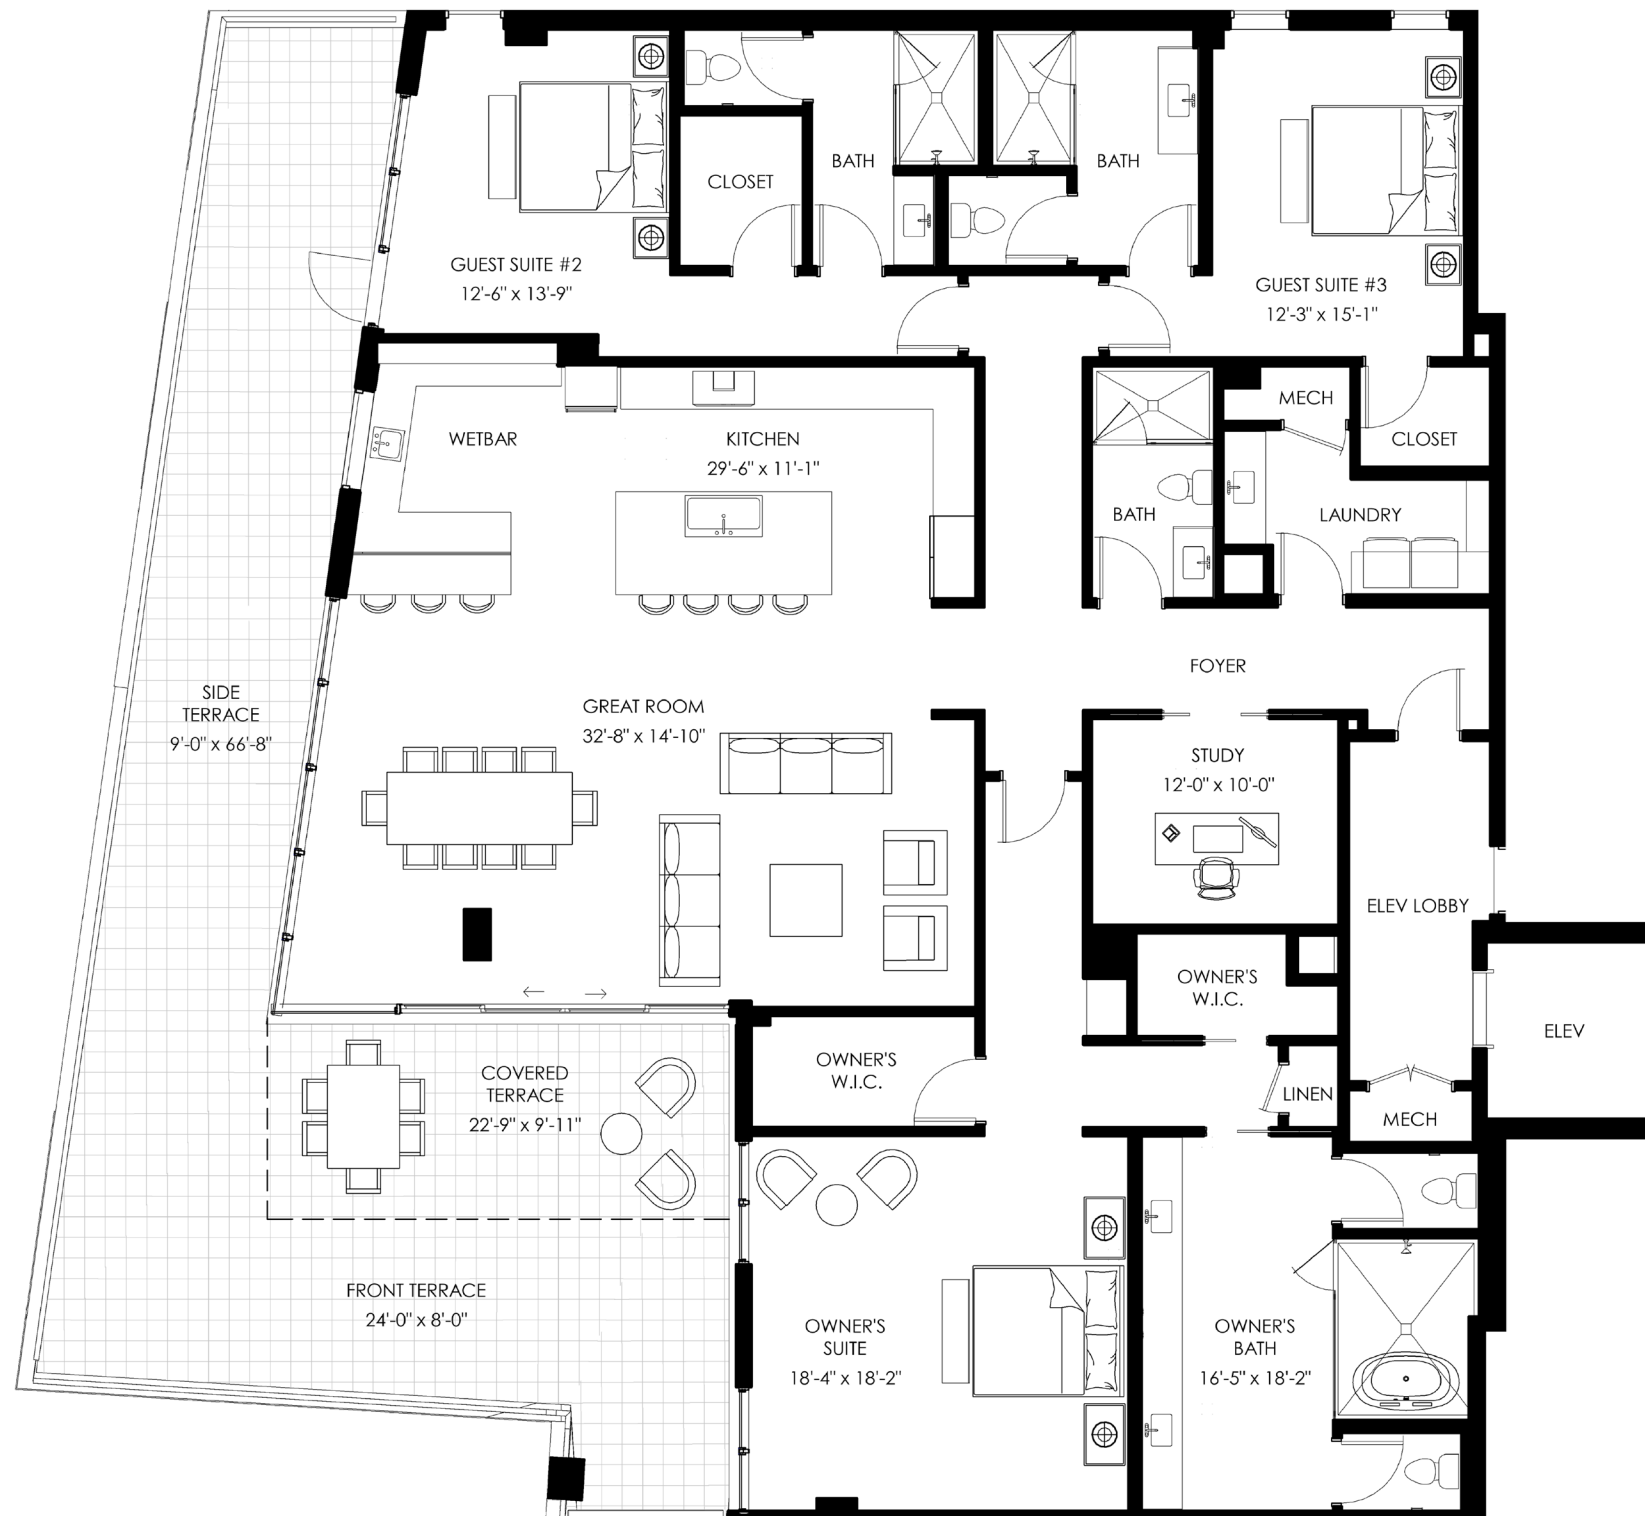 BATH
BATH
CLOSET
GUEST SUITE #2
12'-6" x 13'-9"
GUEST SUITE #3
12'-3" x 15'-1"
MECH
WETBAR
KITCHEN
29'-6" x 11'-1"
CLOSET
BATH
LAUNDRY
FOYER
SIDE
TERRACE
9'-0" x 66'-8"
GREAT ROOM
32'-8" x 14'-10"
STUDY
12'-0" x 10'-0"
ELEV LOBBY
OWNER'S
W.I.C.
ELEV
OWNER'S
W.I.C.
COVERED
TERRACE
22'-9" x 9'-11"
LINEN
MECH
FRONT TERRACE
24'-0" x 8'-0"
OWNER'S
SUITE
18'-4" x 18'-2"
OWNER'S
BATH
16'-5" x 18'-2"